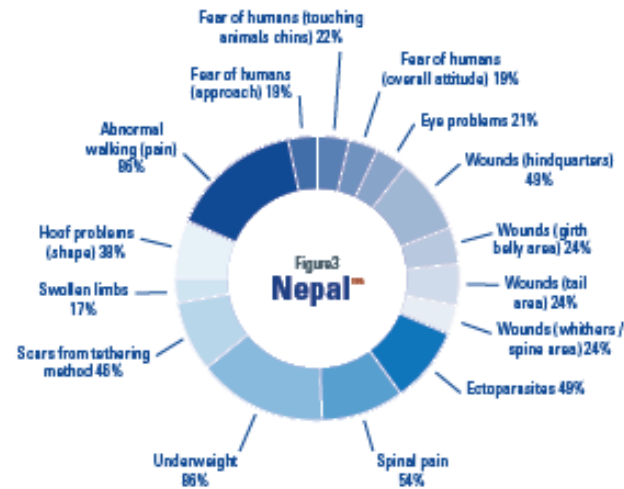 Fear of humans (touching
animals chins) 22%
Fear of humans
(overall attitude) 19%
Eye problems 21%
Wounds (hindquarters)
49%
Wounds (girth
belly area) 24%
Wounds (tail
area) 24%
Wounds (whithers /
spine area) 24%
Ectoparasites 49%
Spinal pain
54%
Underweight
86%
Scars from tethering
method 46%
Swollen limbs
17%
Hoof problems
(shape) 38%
Abnormal
walking (pain)
86%
Fear of humans
(approach) 19%
Figure3
Nepal